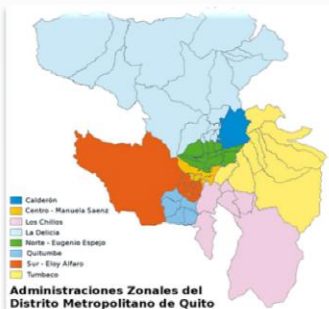 Calderón
Centro - Manuela Saenz
Los Chillos
La Delicia
Norte - Eugenio Espejo
Quitumbe
Sur - Eloy Alfaro
Tumbaco
Administraciones Zonales del
Distrito Metropolitano de Quito